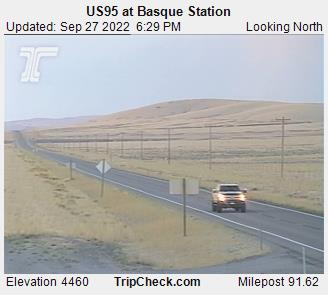 US95 at Basque Station
Updated: Sep 27 2022 6:29 PM Looking North
Elevation 4460 TripCheck.com Milepost 91.62